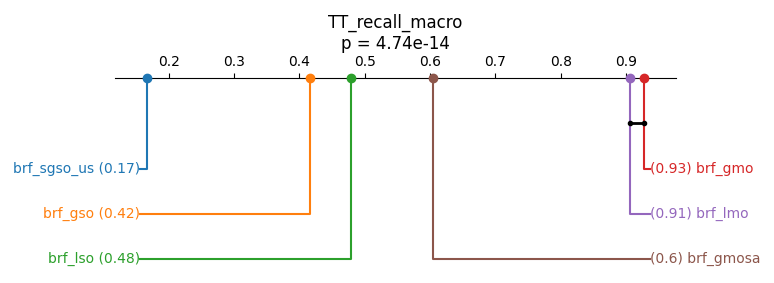 TT_recall_macro
p = 4.74e-14
0.2 0.3 0.4 0.5 0.6 0.7 0.8 0.9
brf_sgso_us (0.17) (0.93) brf_gmo
brf_gso (0.42) (0.91) brf_lmo
brf_lso (0.48) (0.6) brf_gmosa